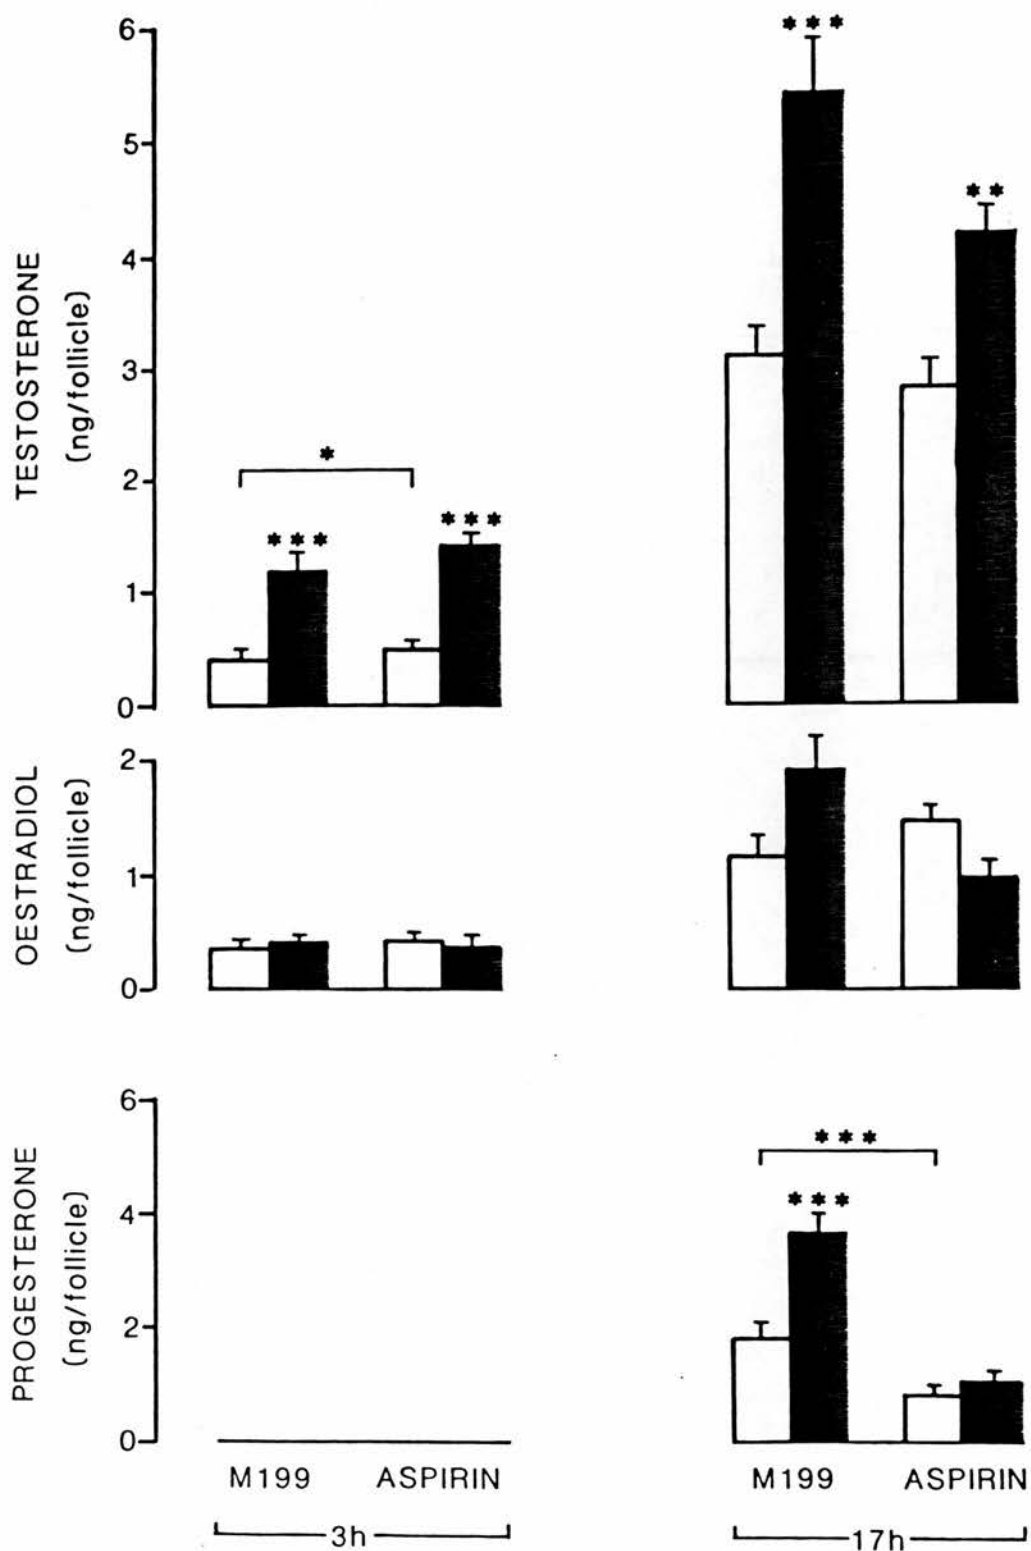 TESTOSTERONE
(ng/follicle)
6
5
4
3
2
1
0
*
***
***
***
**
OESTRADIOL
(ng/follicle)
2
1
0
PROGESTERONE
(ng/follicle)
6
4
2
0
***
***
M199 ASPIRIN M199 ASPIRIN
3h 17h